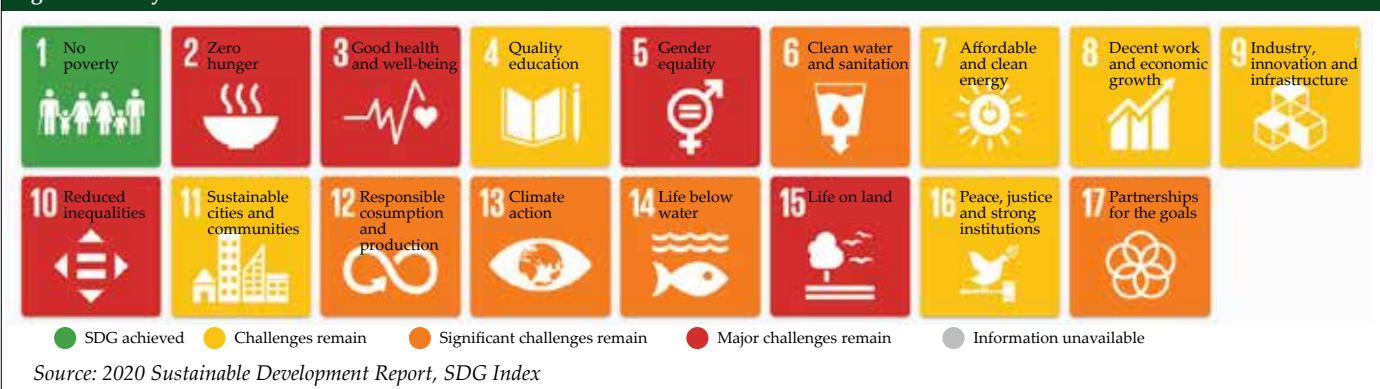 1 No
poverty
2 Zero
hunger
3 Good health
and well-being
4 Quality
education
5 Gender
equality
6 Clean water
and sanitation
7 Affordable
and clean
energy
8 Decent work
and economic
growth
9 Industry,
innovation and
infrastructure
10 Reduced
inequalities
11 Sustainable
cities and
communities
12 Responsible
cosumption
and
production
13 Climate
action
14 Life below
water
15 Life on land
16 Peace, justice
and strong
institutions
17 Partnerships
for the goals
SDG achieved Challenges remain Significant challenges remain Major challenges remain Information unavailable
Source: 2020 Sustainable Development Report, SDG Index